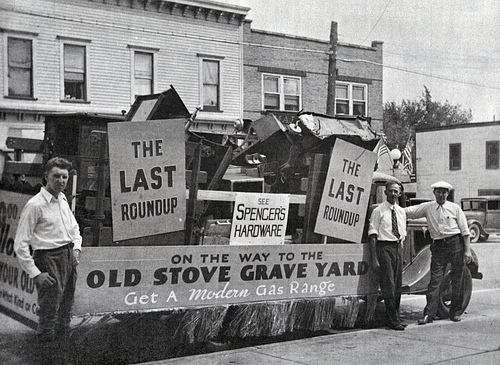 THE
LAST
ROUNDUP
SEE
SPENCER'S
HARDWARE
THE
LAST
ROUNDUP
ON THE WAY TO THE
OLD STOVE GRAVE YARD
Get A Modern Gas Range
YOUR OLD